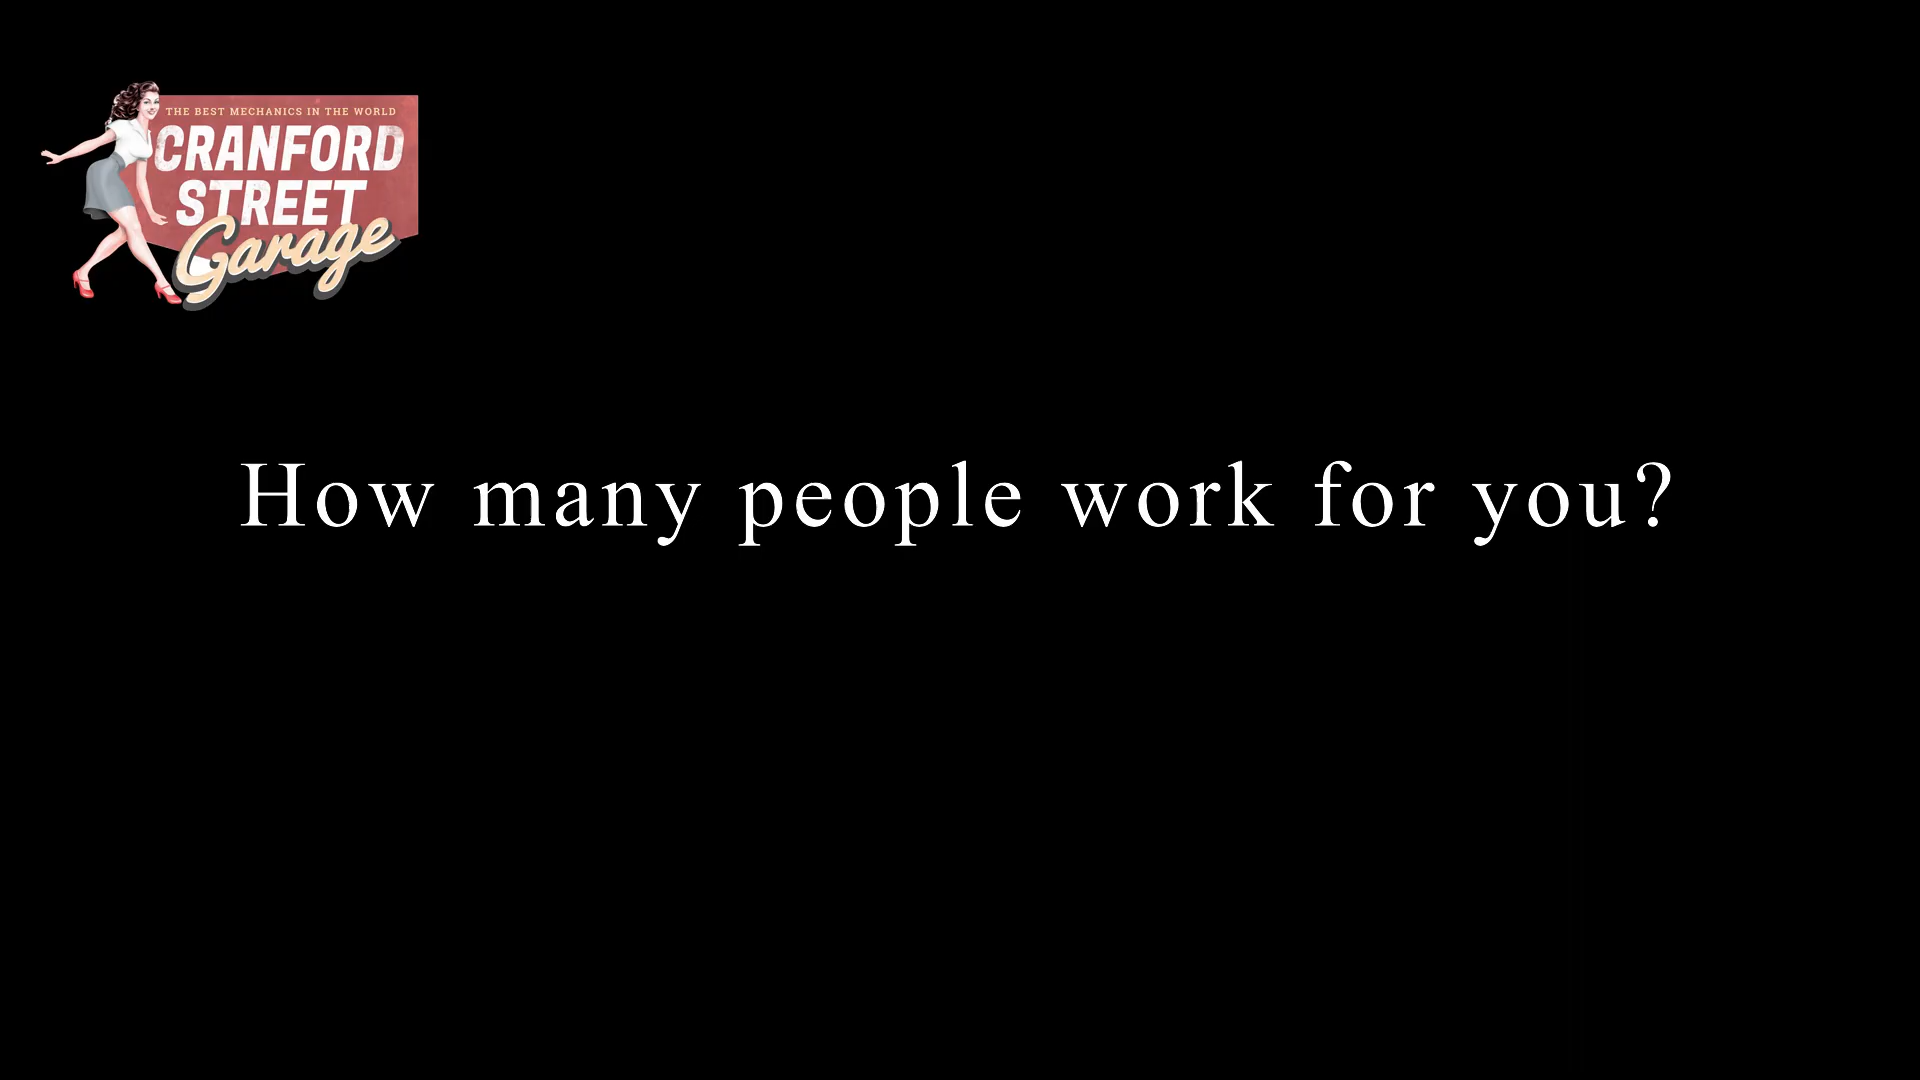 THE BEST MECHANICS IN THE WORLD
CRANFORD
STREET
Garage
How many people work for you?